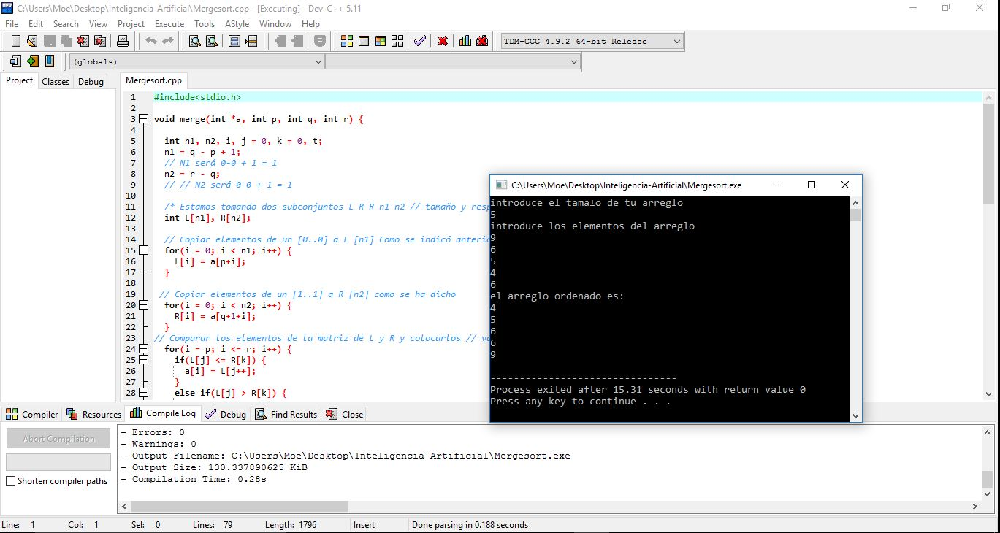 C:\Users\Moe\Desktop\Inteligencia-Artificial\Mergesort.cpp - [Executing] - Dev-C++ 5.11
File Edit Search View Project Execute Tools AStyle Window Help
TDM-GCC 4.9.2 64-bit Release
(globals)
Project Classes Debug
Mergesort.cpp
1 #include<stdio.h>
2
3 void merge(int *a, int p, int q, int r) {
4
5 int n1, n2, i, j = 0, k = 0, t;
6 n1 = q - p + 1;
7 // N1 será 0-0 + 1 = 1
8 n2 = r - q;
9 // // N2 será 0-0 + 1 = 1
10
11 /* Estamos tomando dos subconjuntos L R R n1 n2 // tamaño y
12 int L[n1], R[n2];
13
14 // Copiar elementos de un [0..0] a L [n1] Como se indicó
15 for(i = 0; i < n1; i++) {
16 L[i] = a[p+i];
17 }
18
19 // Copiar elementos de un [1..1] a R [n2] como se ha dicho
20 for(i = 0; i < n2; i++) {
21 R[i] = a[q+1+i];
22 }
23 // Comparar los elementos de la matriz de L y R y colocarlos //
24 for(i = p; i <= r; i++) {
25 if(L[j] <= R[k]) {
26 a[i] = L[j++];
27 }
28 else if(L[j] > R[k]) {
C:\Users\Moe\Desktop\Inteligencia-Artificial\Mergesort.exe
introduce el tama±o de tu arreglo
5
introduce los elementos del arreglo
9
6
5
4
6
el arreglo ordenado es:
4
5
6
6
9
--------------------------------
Process exited after 15.31 seconds with return value 0
Press any key to continue . . .
Compiler Resources Compile Log Debug Find Results Close
Abort Compilation
Shorten compiler paths
- Errors: 0
- Warnings: 0
- Output Filename: C:\Users\Moe\Desktop\Inteligencia-Artificial\Mergesort.exe
- Output Size: 130.337890625 KiB
- Compilation Time: 0.28s
Line: 1 Col: 1 Sel: 0 Lines: 79 Length: 1796 Insert Done parsing in 0.188 seconds